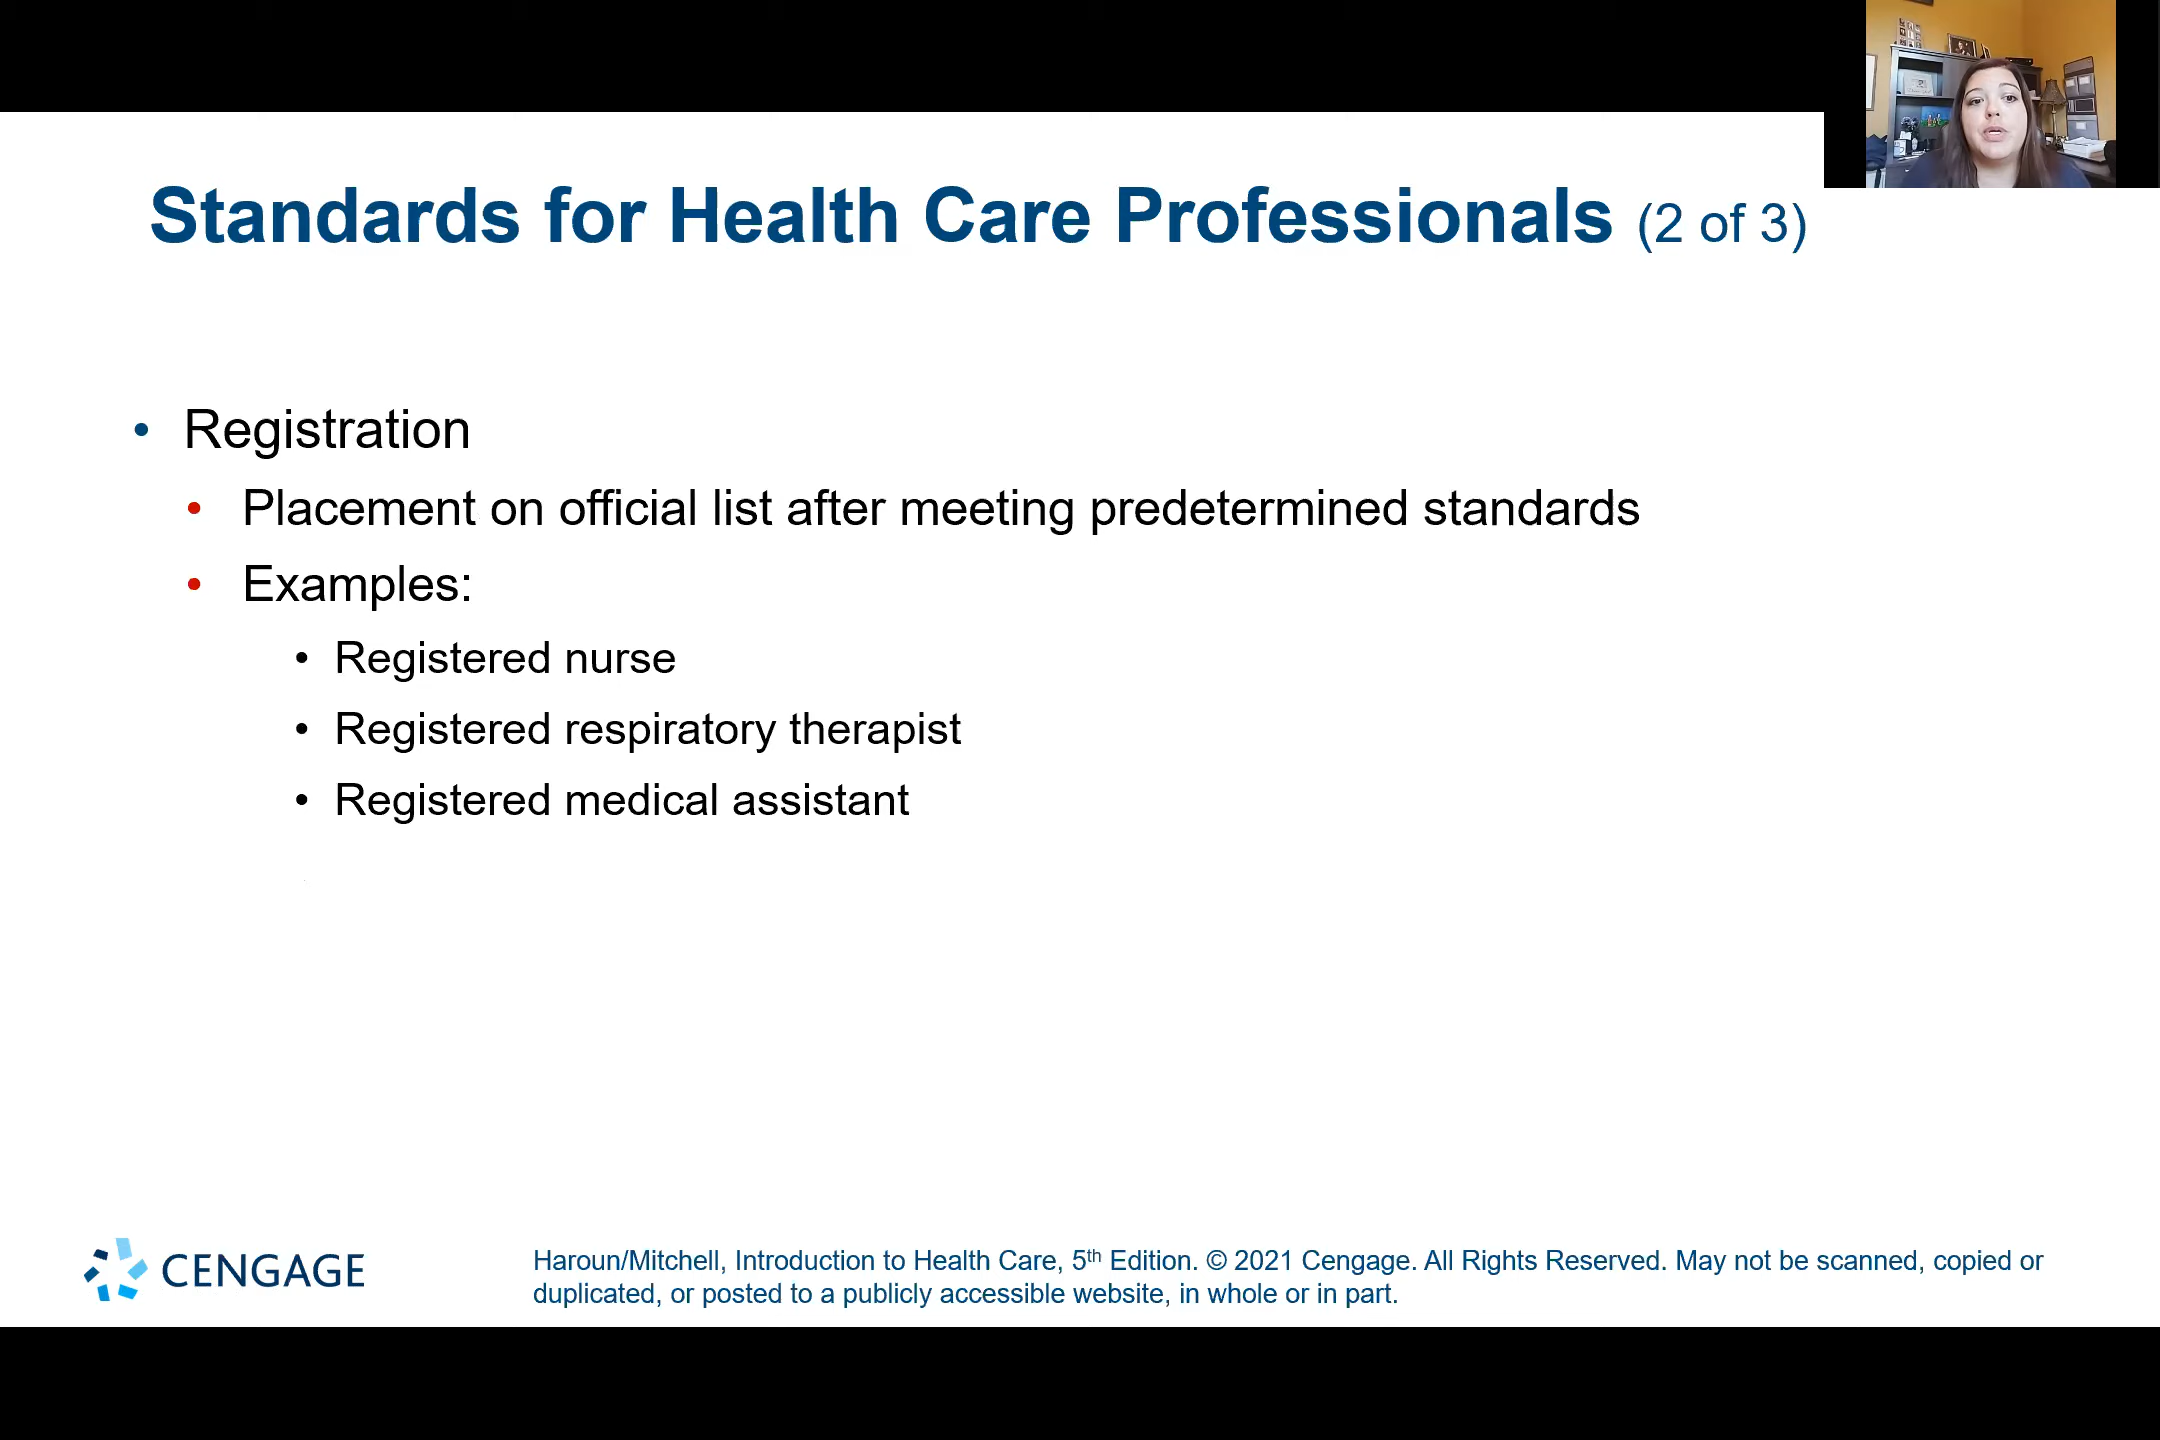 Standards for Health Care Professionals (2 of 3)
• Registration
• Placement on official list after meeting predetermined standards
• Examples:
• Registered nurse
• Registered respiratory therapist
• Registered medical assistant
CENGAGE
Haroun/Mitchell, Introduction to Health Care, 5th Edition. © 2021 Cengage. All Rights Reserved. May not be scanned, copied or
duplicated, or posted to a publicly accessible website, in whole or in part.